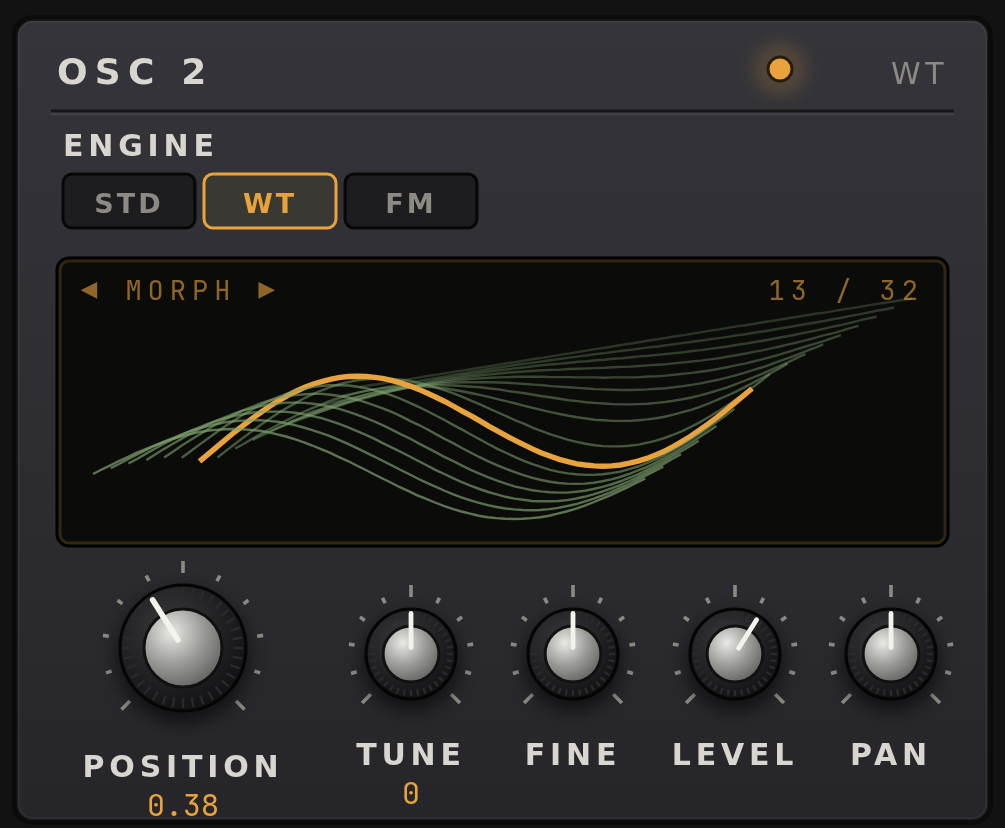 OSC 2 WT
ENGINE
STD WT FM
◀ MORPH ▶ 13 / 32
POSITION TUNE FINE LEVEL PAN
0.38 0